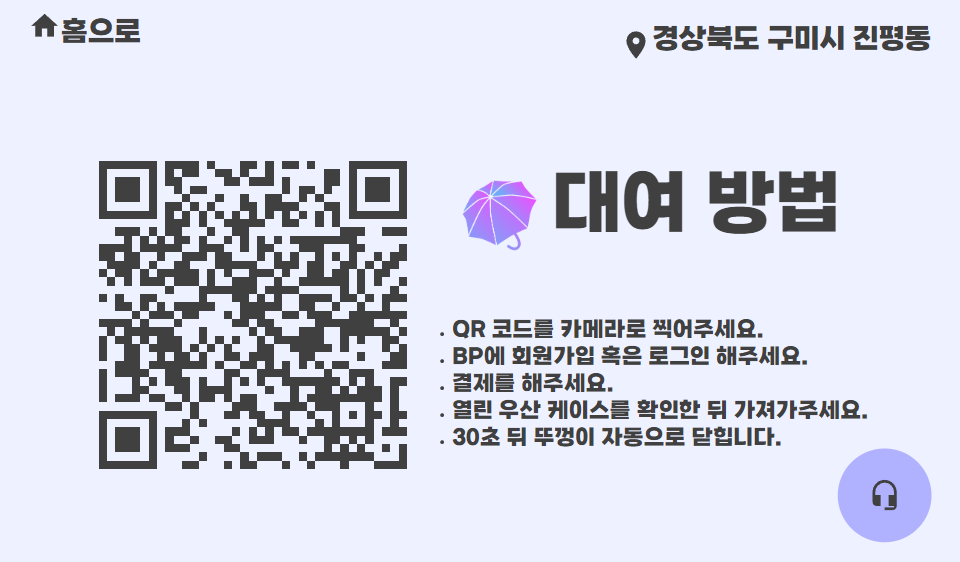 홈으로
경상북도 구미시 진평동
대여 방법
. QR 코드를 카메라로 찍어주세요.
. BP에 회원가입 혹은 로그인 해주세요.
. 결제를 해주세요.
. 열린 우산 케이스를 확인한 뒤 가져가주세요.
. 30초 뒤 뚜껑이 자동으로 닫힙니다.